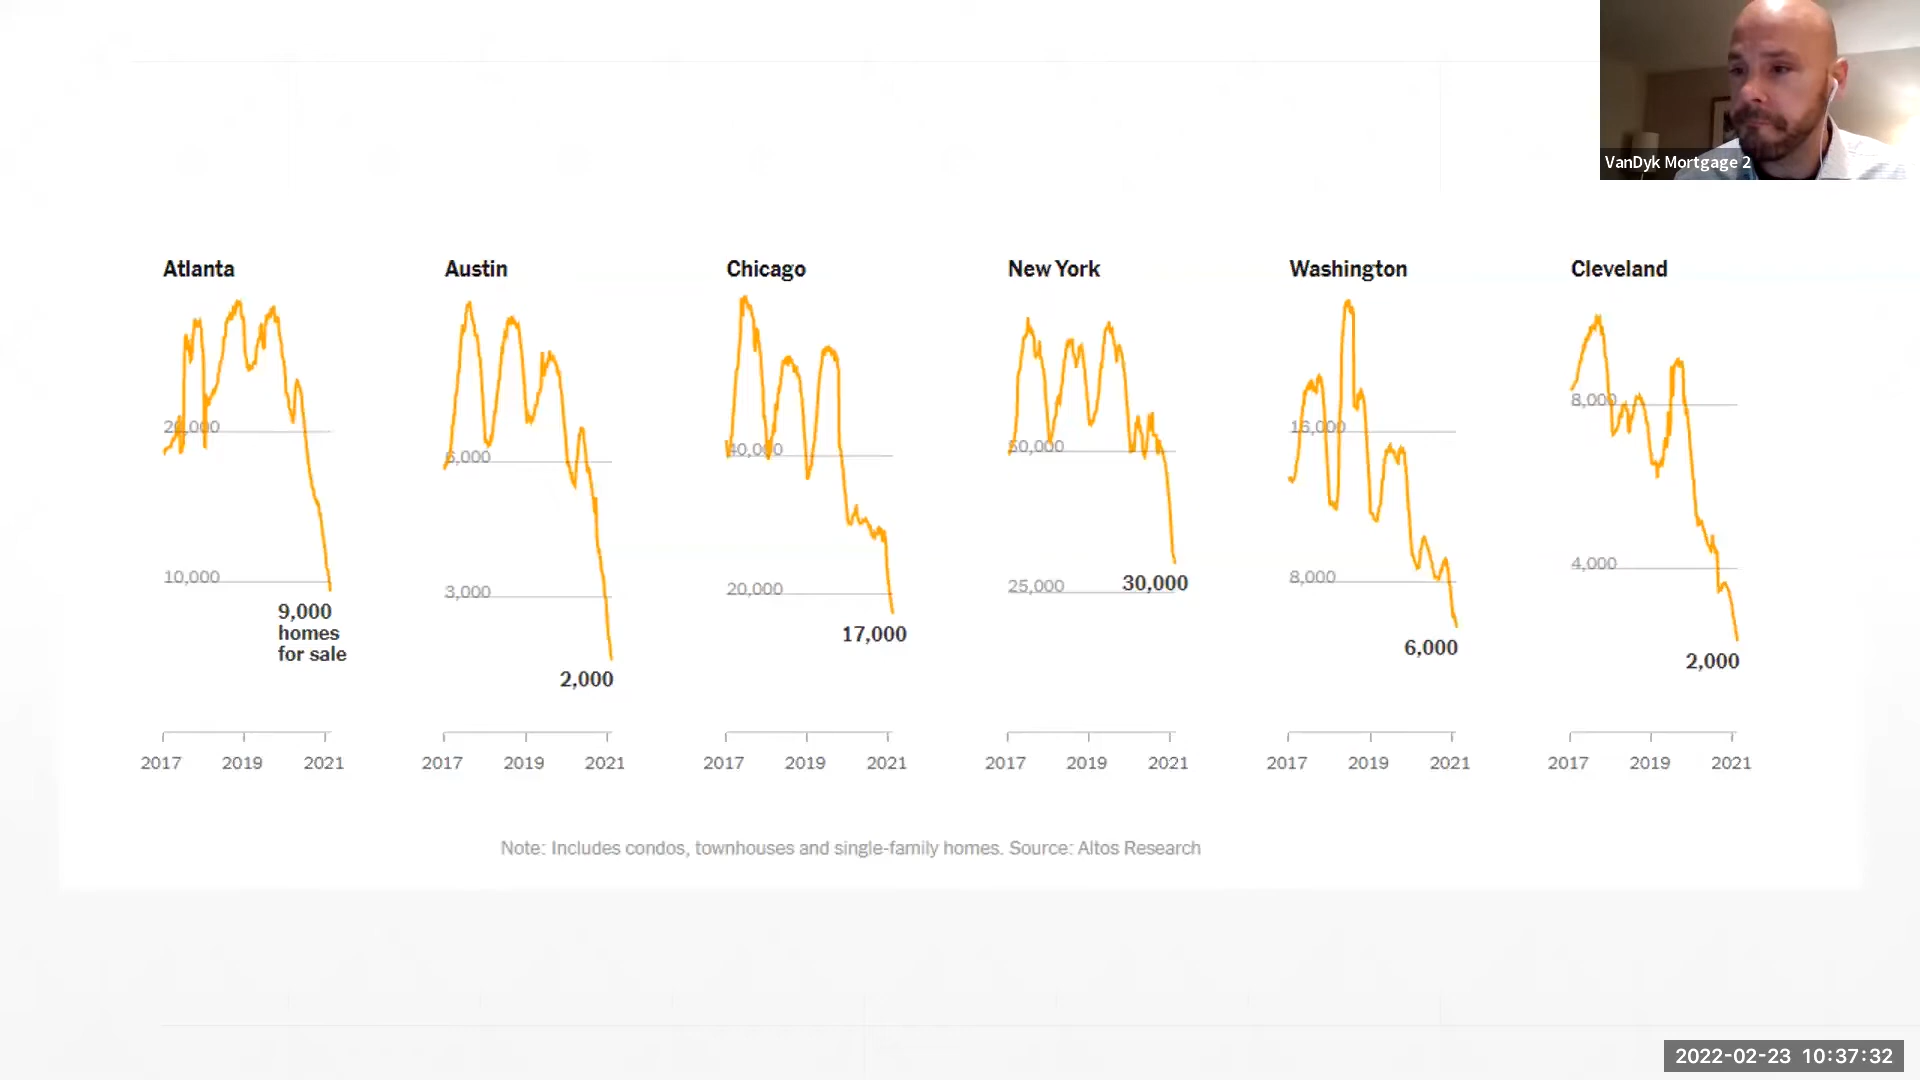 VanDyk Mortgage 2
Atlanta
20,000
10,000
9,000
homes
for sale
2017 2019 2021
Austin
6,000
3,000
2,000
2017 2019 2021
Chicago
40,000
20,000
17,000
2017 2019 2021
New York
50,000
25,000
30,000
2017 2019 2021
Washington
16,000
8,000
6,000
2017 2019 2021
Cleveland
8,000
4,000
2,000
2017 2019 2021
Note: Includes condos, townhouses and single-family homes. Source: Altos Research
2022-02-23 10:37:32